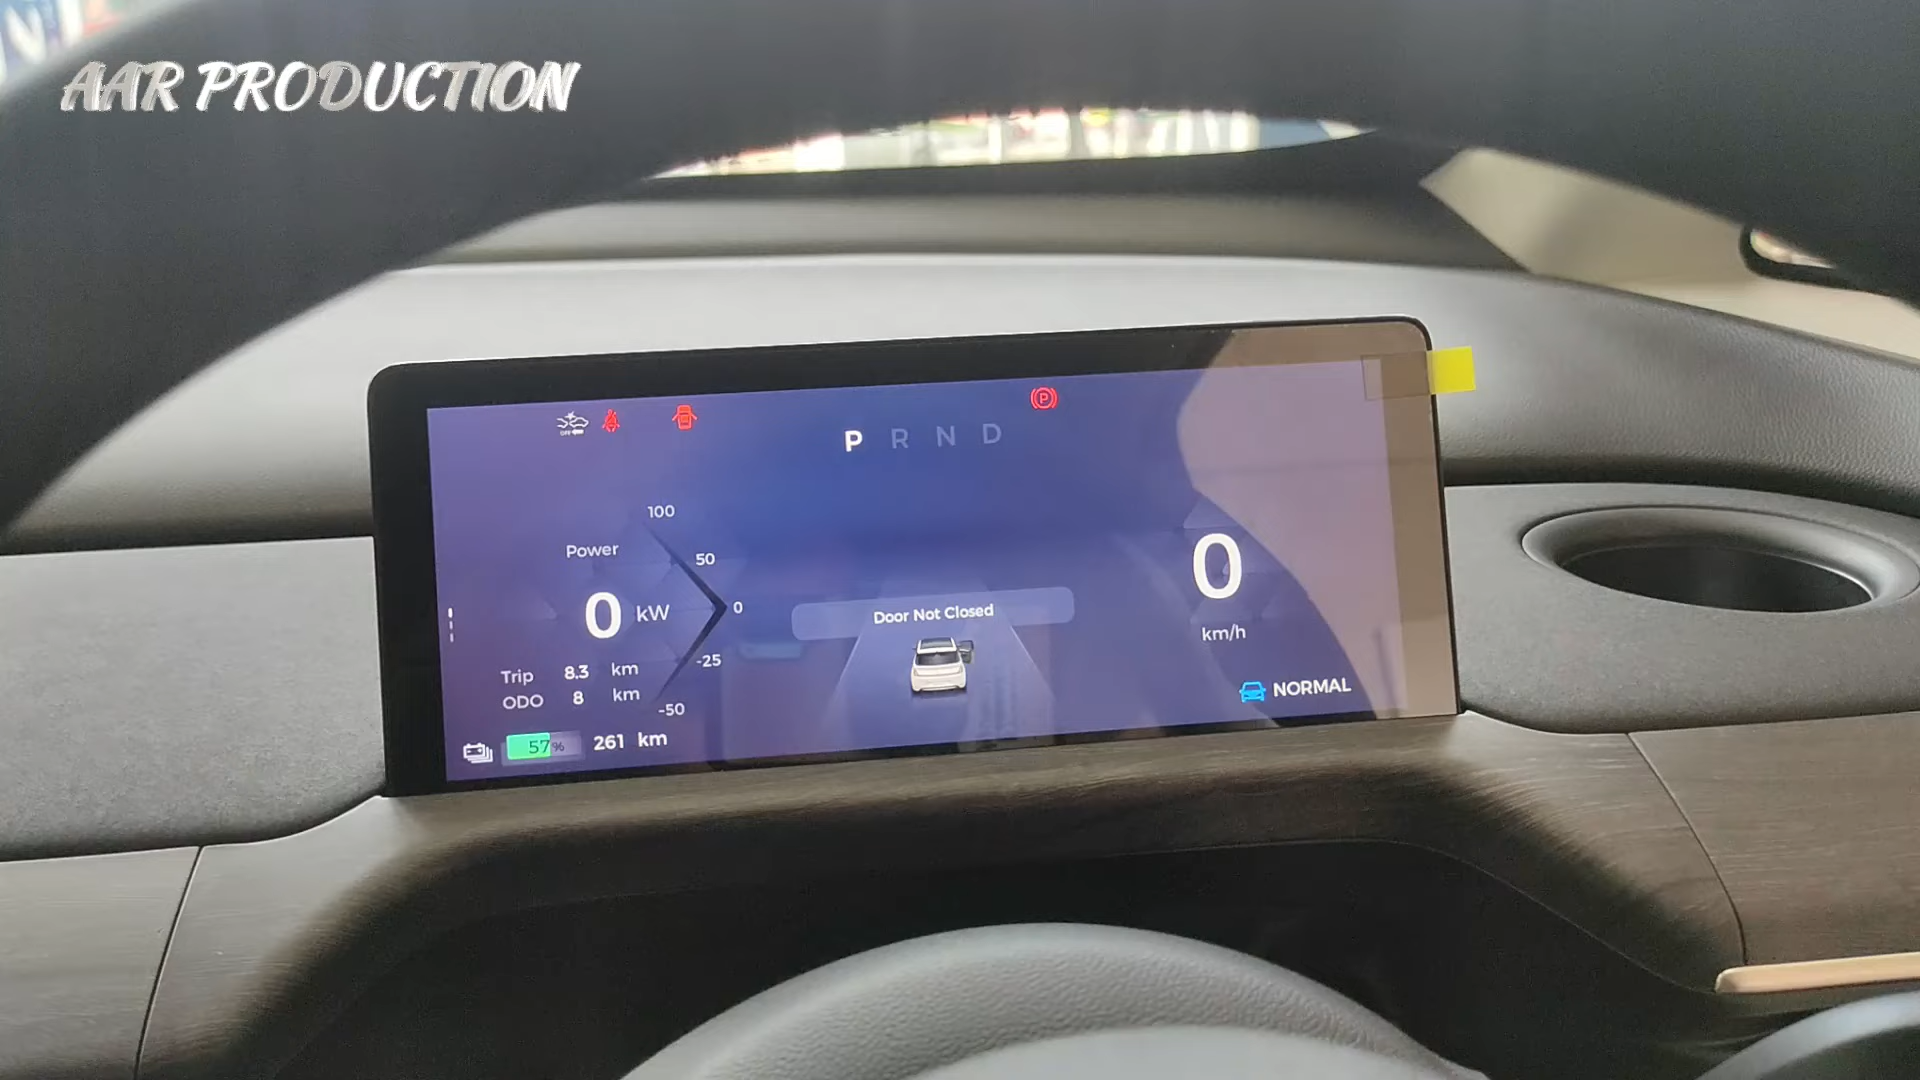 AAR PRODUCTION
OFF
P
P R N D
100
Power
50
0 kW
0
0
km/h
Door Not Closed
-25
Trip 8.3 km
ODO 8 km
-50
NORMAL
57% 261 km